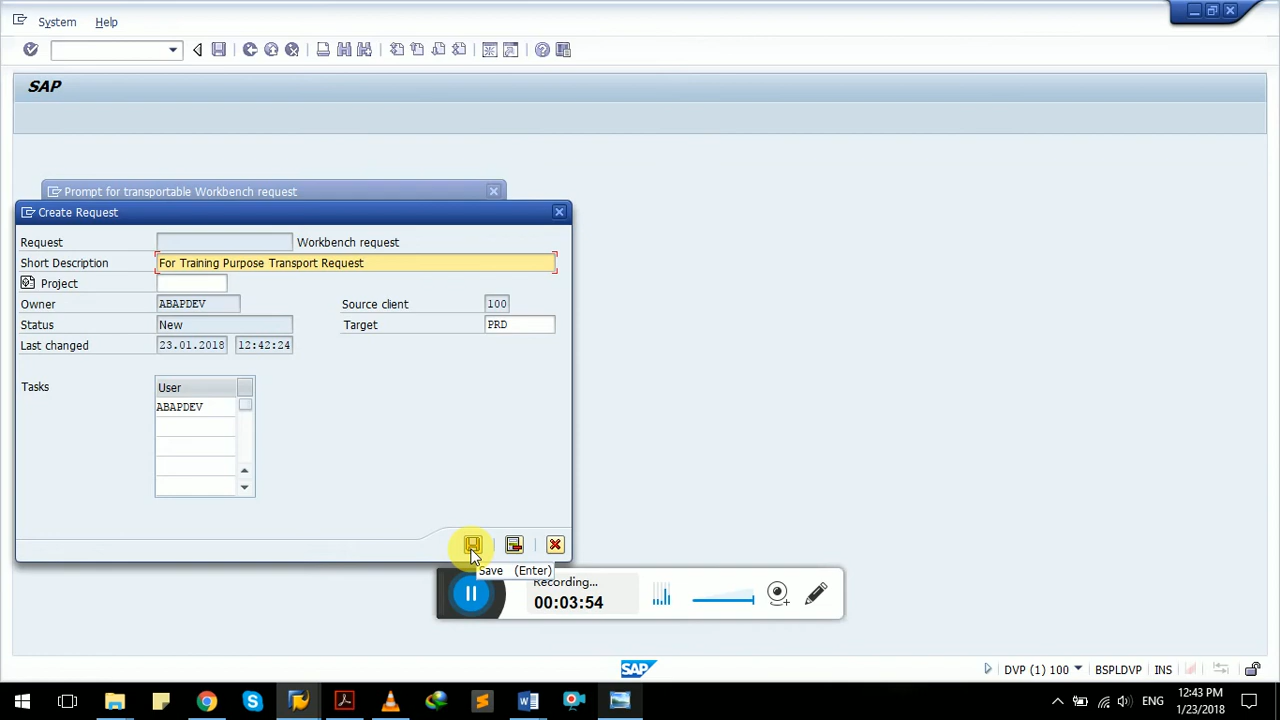 System Help
SAP
Prompt for transportable Workbench request
Create Request
Request Workbench request
Short Description For Training Purpose Transport Request
Project
Owner ABAPDEV Source client 100
Status New Target PRD
Last changed 23.01.2018 12:42:24
Tasks User
ABAPDEV
Save (Enter)
Recording...
00:03:54
SAP
DVP (1) 100 BSPLDVP INS
ENG 12:43 PM
1/23/2018